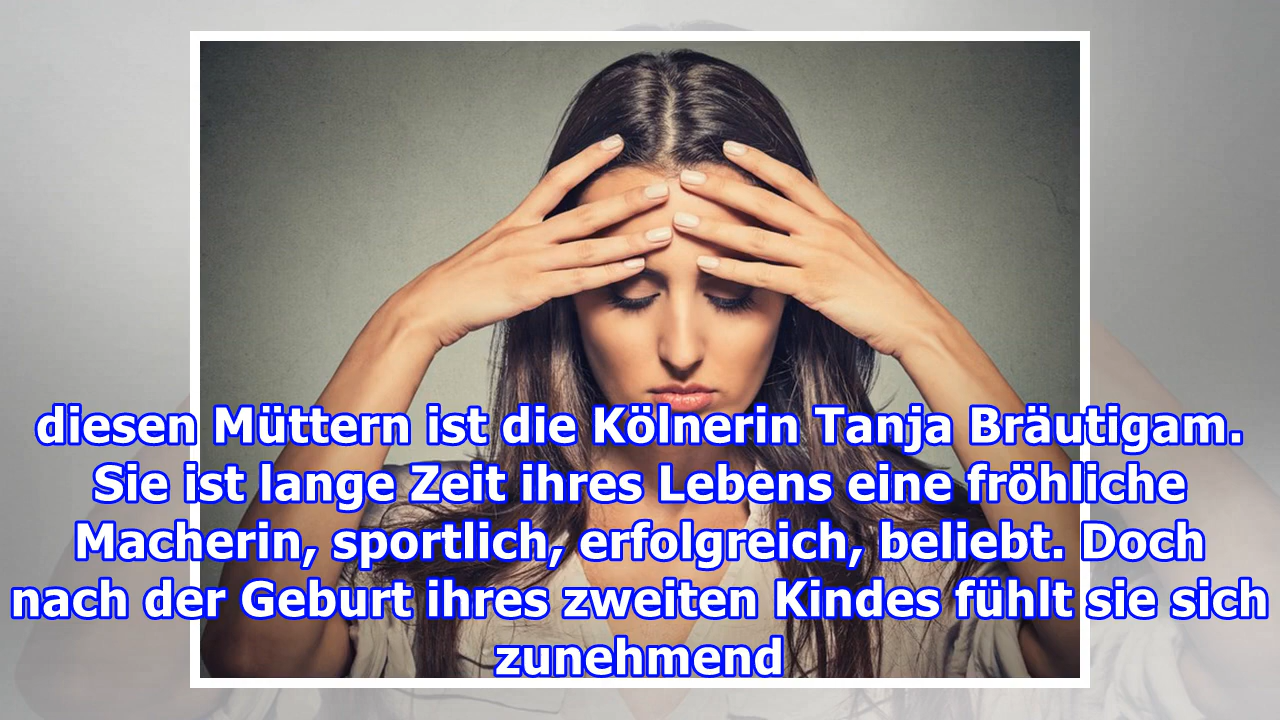 diesen Müttern ist die Kölnerin Tanja Bräutigam.
Sie ist lange Zeit ihres Lebens eine fröhliche
Macherin, sportlich, erfolgreich, beliebt. Doch
nach der Geburt ihres zweiten Kindes fühlt sie sich
zunehmend